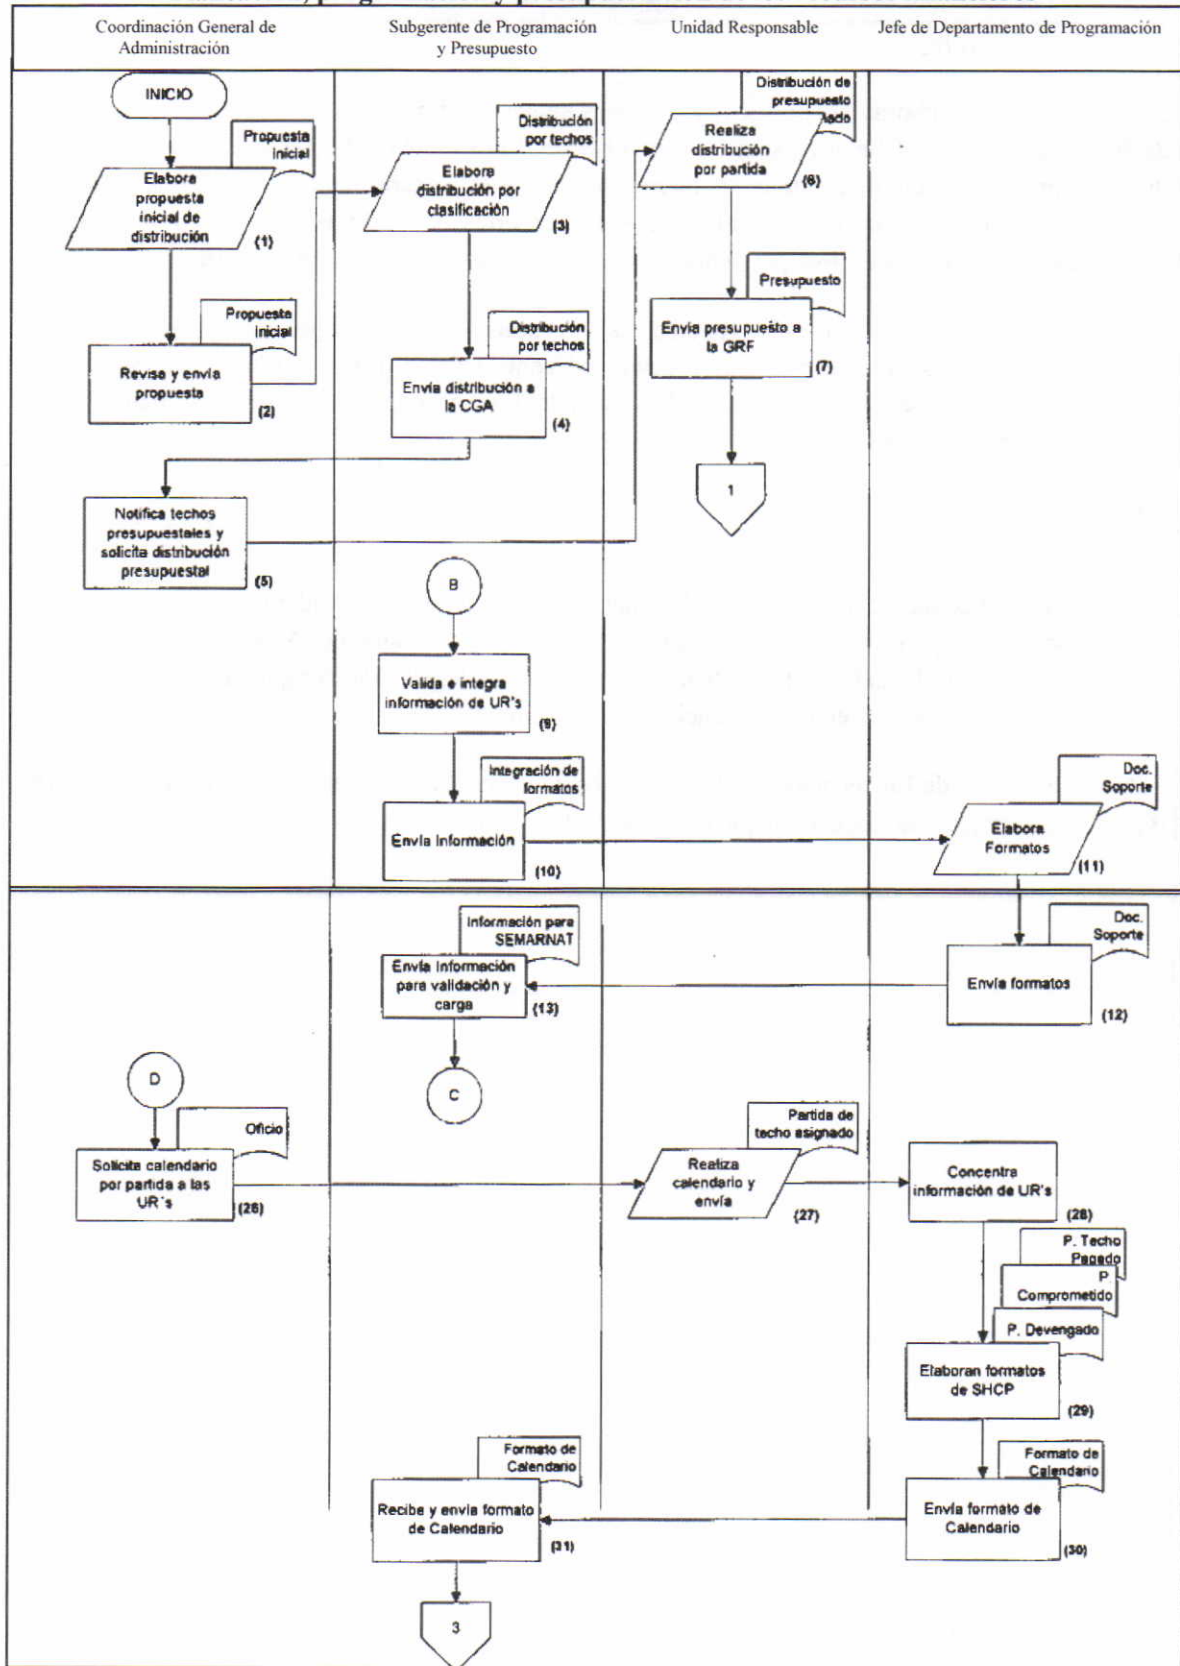 Coordinación General de
Administración
Subgerente de Programación
y Presupuesto
Unidad Responsable
Jefe de Departamento de Programación
INICIO
Propuesta
Inicial
Elabora
propuesta
inicial de
distribución
(1)
Propuesta
Inicial
Revisa y envía
propuesta
(2)
Distribución
por techos
Elabora
distribución por
clasificación
(3)
Distribución
por techos
Envía distribución a
la CGA
(4)
Notifica techos
presupuestales y
solicita distribución
presupuestal
(5)
Distribución de
presupuesto
Realiza
distribución
por partida
(6)
Presupuesto
Envía presupuesto a
la GRF
(7)
1
B
Valida e integra
información de UR's
(9)
Integración de
formatos
Envía Información
(10)
Doc.
Soporte
Elabora
Formatos
(11)
Doc.
Soporte
Envía formatos
(12)
Información para
SEMARNAT
Envía Información
para validación y
carga
(13)
C
D
Oficio
Solicita calendario
por partida a las
UR's
(26)
Partida de
techo asignado
Realiza
calendario y
envía
(27)
Concentra
información de UR's
(28)
P. Techo
Pagado
P.
Comprometido
P. Devengado
Elaboran formatos
de SHCP
(29)
Formato de
Calendario
Envía formato de
Calendario
(30)
Formato de
Calendario
Recibe y envía formato
de Calendario
(31)
3